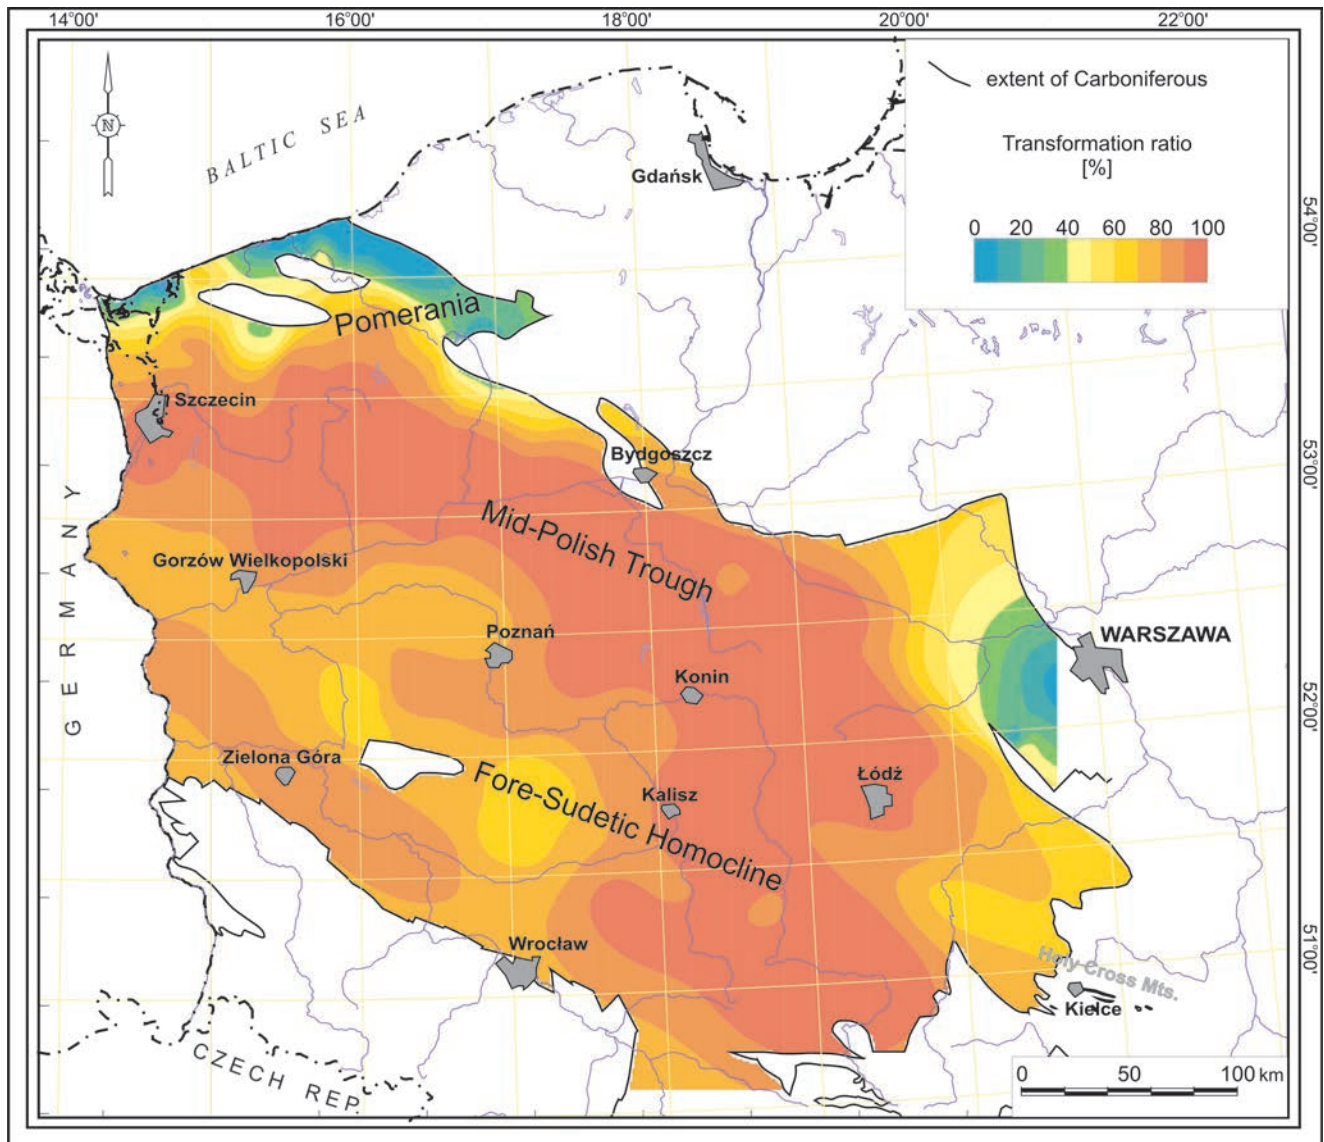 14°00' 16°00' 18°00' 20°00' 22°00'
extent of Carboniferous
Transformation ratio
[%]
0 20 40 60 80 100
N
BALTIC SEA
Gdańsk
54°00'
Pomerania
Szczecin
Bydgoszcz
53°00'
Mid-Polish Trough
GERMANY
Gorzów Wielkopolski
Poznań
WARSZAWA
Konin
52°00'
Zielona Góra
Fore-Sudetic Homocline
Kalisz
Łódź
Wrocław
51°00'
Holy Cross Mts.
Kielce
CZECH REP.
0 50 100 km